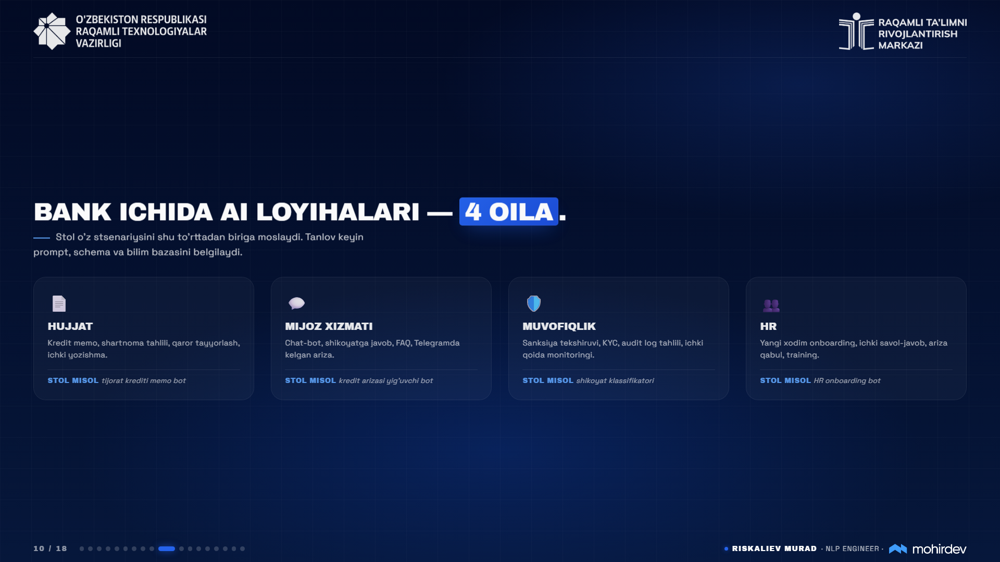 O'ZBEKISTON RESPUBLIKASI
RAQAMLI TEXNOLOGIYALAR
VAZIRLIGI
RAQAMLI TA'LIMNI
RIVOJLANTIRISH
MARKAZI
BANK ICHIDA AI LOYIHALARI — 4 OILA.
— Stol o'z stsenariysini shu to'rttadan biriga moslaydi. Tanlov keyin
prompt, schema va bilim bazasini belgilaydi.
HUJJAT
Kredit memo, shartnoma tahlili, qaror tayyorlash,
ichki yozishma.
STOL MISOL tijorat krediti memo bot
MIJOZ XIZMATI
Chat-bot, shikoyatga javob, FAQ, Telegramda
kelgan ariza.
STOL MISOL kredit arizasi yig'uvchi bot
MUVOFIQLIK
Sanksiya tekshiruvi, KYC, audit log tahlili, ichki
qoida monitoringi.
STOL MISOL shikoyat klassifikatori
HR
Yangi xodim onboarding, ichki savol-javob, ariza
qabul, training.
STOL MISOL HR onboarding bot
10 / 18
RISKALIEV MURAD · NLP ENGINEER · mohirdev